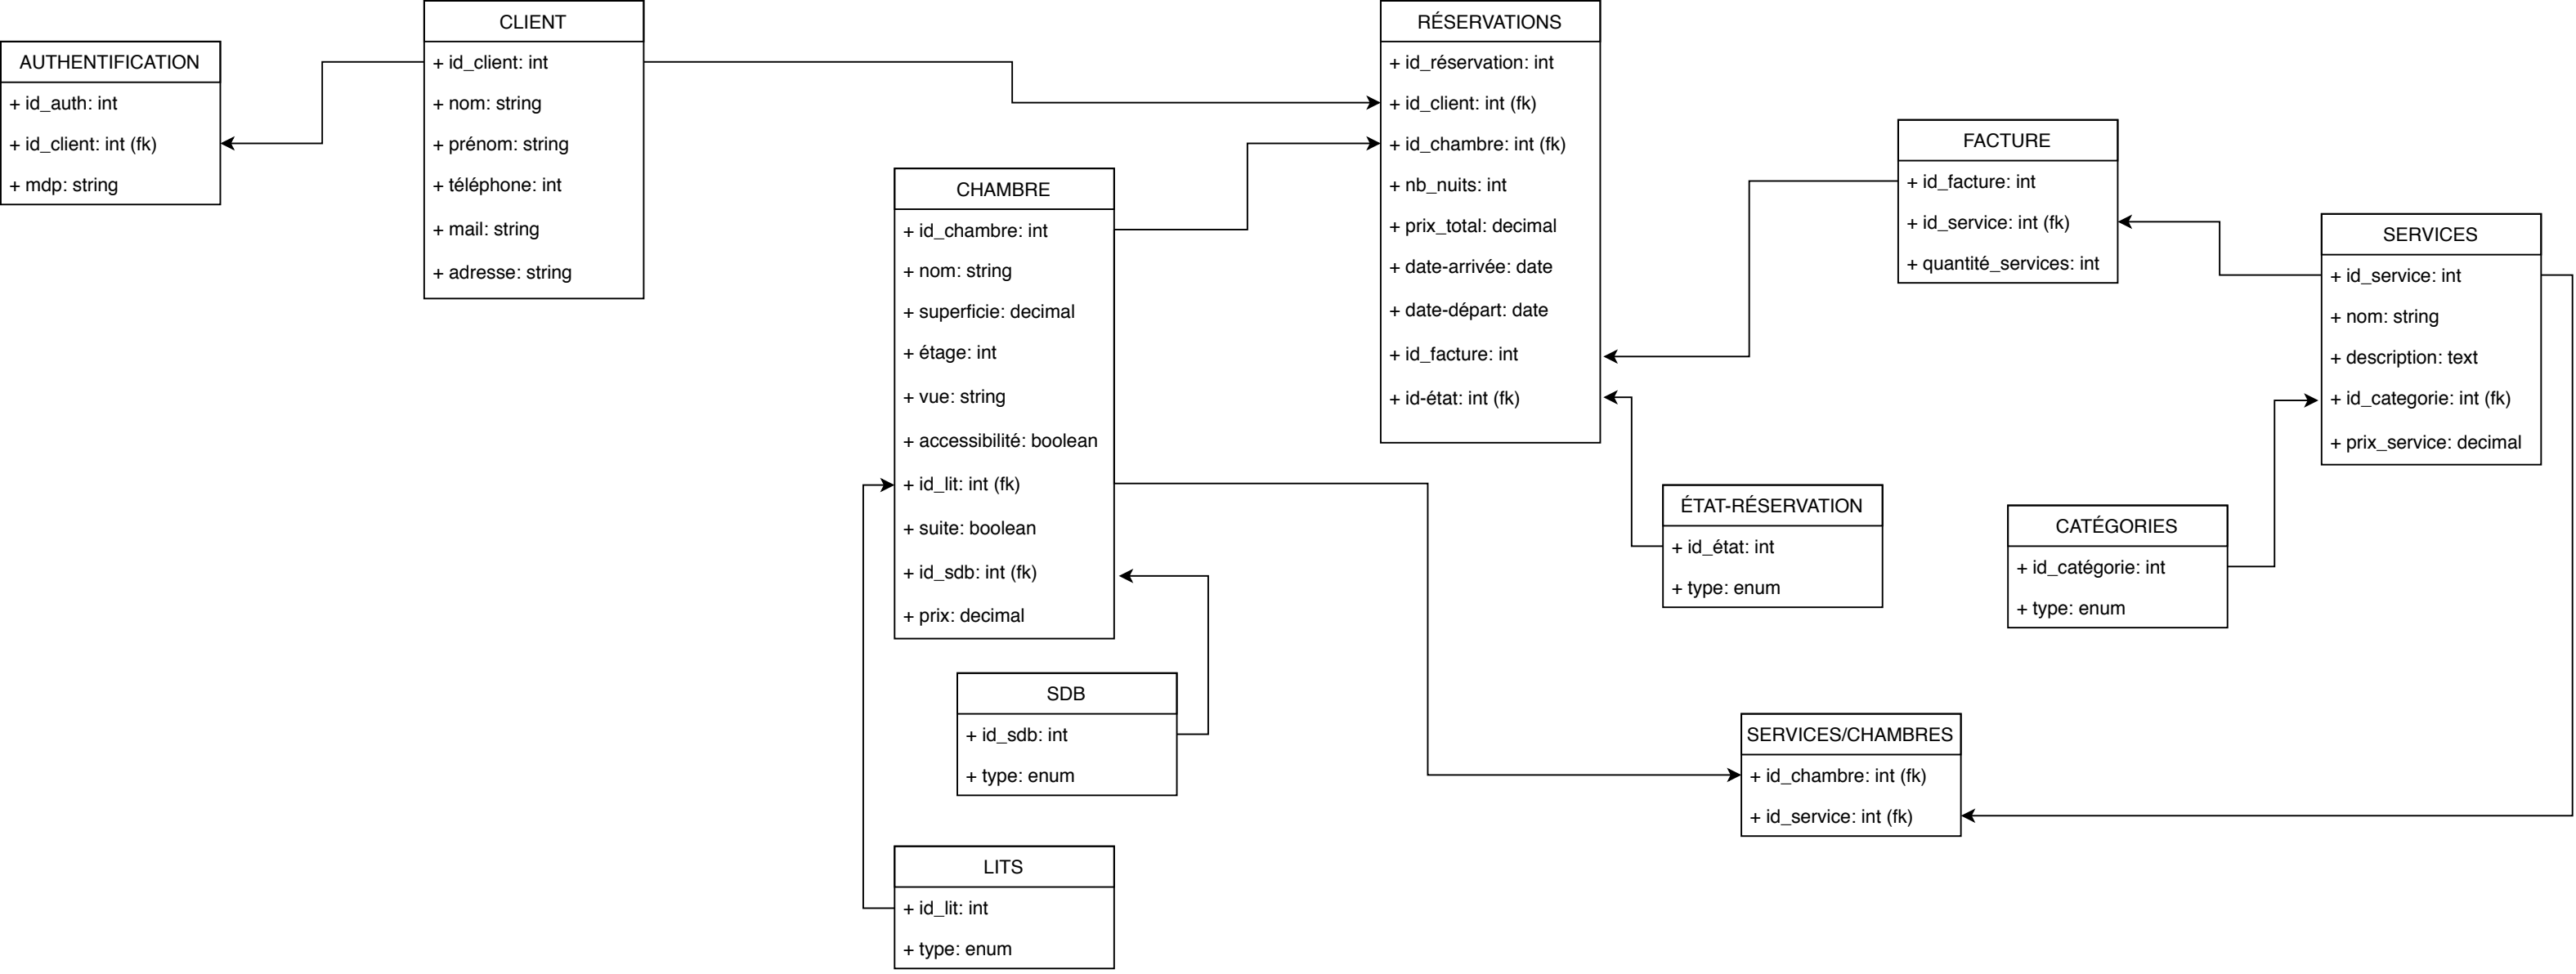 AUTHENTIFICATION
+ id_auth: int
+ id_client: int (fk)
+ mdp: string
CLIENT
+ id_client: int
+ nom: string
+ prénom: string
+ téléphone: int
+ mail: string
+ adresse: string
CHAMBRE
+ id_chambre: int
+ nom: string
+ superficie: decimal
+ étage: int
+ vue: string
+ accessibilité: boolean
+ id_lit: int (fk)
+ suite: boolean
+ id_sdb: int (fk)
+ prix: decimal
SDB
+ id_sdb: int
+ type: enum
LITS
+ id_lit: int
+ type: enum
RÉSERVATIONS
+ id_réservation: int
+ id_client: int (fk)
+ id_chambre: int (fk)
+ nb_nuits: int
+ prix_total: decimal
+ date-arrivée: date
+ date-départ: date
+ id_facture: int
+ id-état: int (fk)
ÉTAT-RÉSERVATION
+ id_état: int
+ type: enum
FACTURE
+ id_facture: int
+ id_service: int (fk)
+ quantité_services: int
SERVICES
+ id_service: int
+ nom: string
+ description: text
+ id_categorie: int (fk)
+ prix_service: decimal
CATÉGORIES
+ id_catégorie: int
+ type: enum
SERVICES/CHAMBRES
+ id_chambre: int (fk)
+ id_service: int (fk)